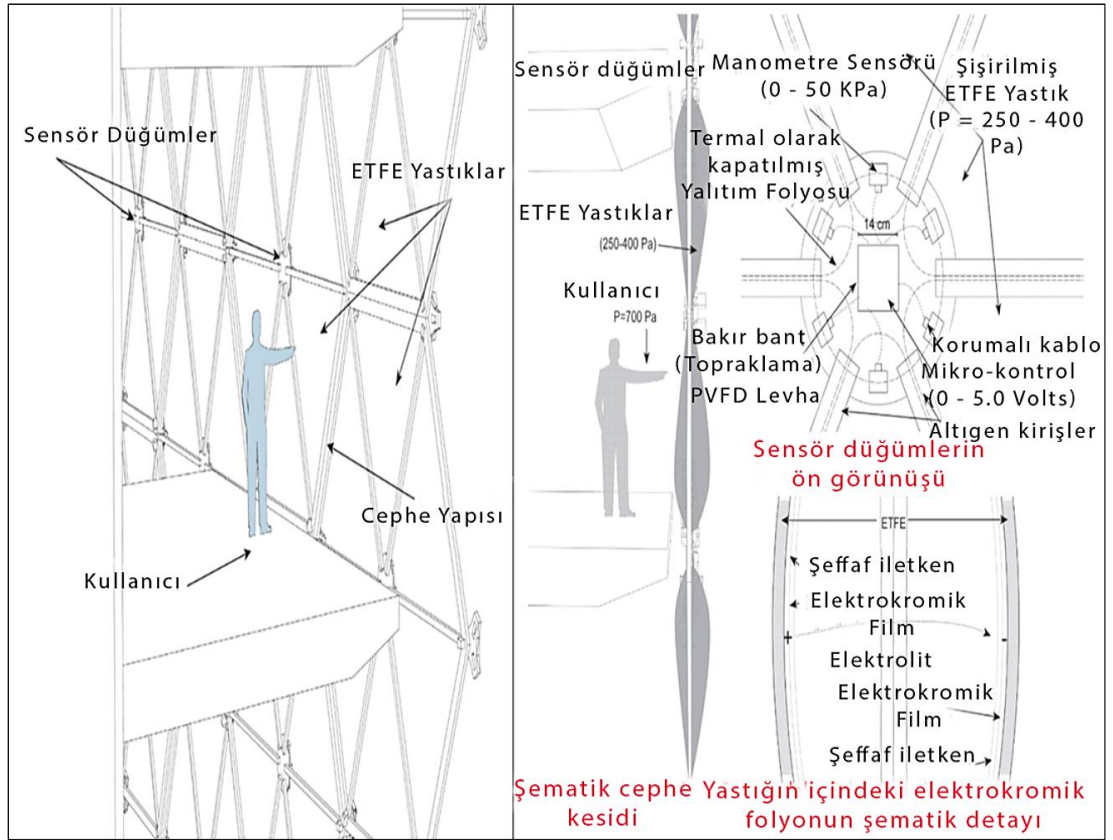 Sensör Düğümler
ETFE Yastıklar
Cephe Yapısı
Kullanıcı
Sensör düğümler
ETFE Yastıklar
(250-400 Pa)
Kullanıcı
P=700 Pa
Şematik cephe
kesidi
Manometre Sensörü
(0 - 50 KPa)
Şişirilmiş
ETFE Yastık
(P = 250 - 400
Pa)
Termal olarak
kapatılmış
Yalıtım Folyosu
14 cm
Bakır bant
(Topraklama)
PVFD Levha
Korumalı kablo
Mikro-kontrol
(0 - 5.0 Volts)
Altıgen kirişler
Sensör düğümlerin
ön görünüşü
ETFE
Şeffaf iletken
Elektrokromik
Film
+
-
Elektrolit
Elektrokromik
Film
Şeffaf iletken
Yastığın içindeki elektrokromik
folyonun şematik detayı